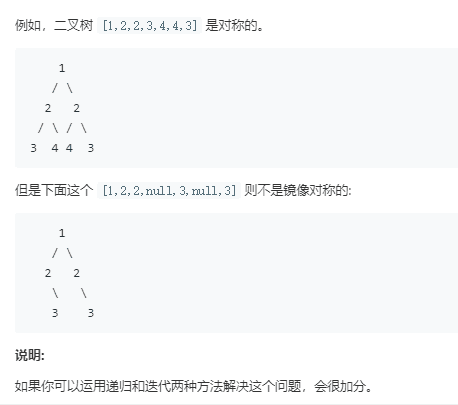 例如，二叉树 [1,2,2,3,4,4,3] 是对称的。
    1
   / \
  2   2
 / \ / \
3  4 4  3
但是下面这个 [1,2,2,null,3,null,3] 则不是镜像对称的:
    1
   / \
  2   2
   \   \
   3    3
说明:
如果你可以运用递归和迭代两种方法解决这个问题，会很加分。